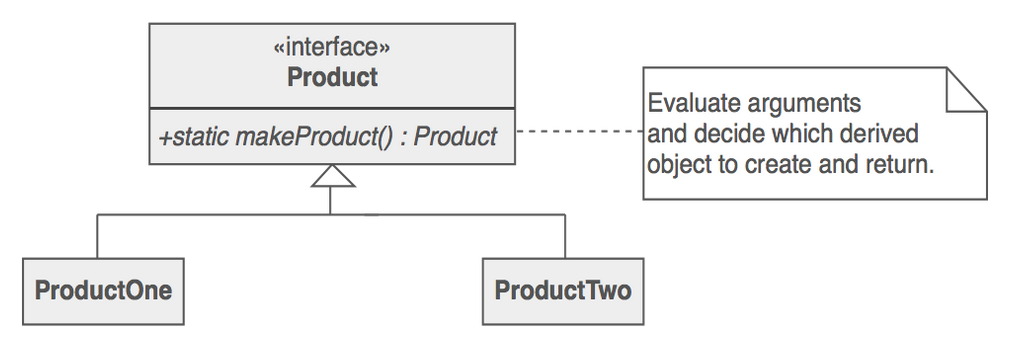 «interface»
Product
+static makeProduct() : Product
Evaluate arguments
and decide which derived
object to create and return.
ProductOne
ProductTwo